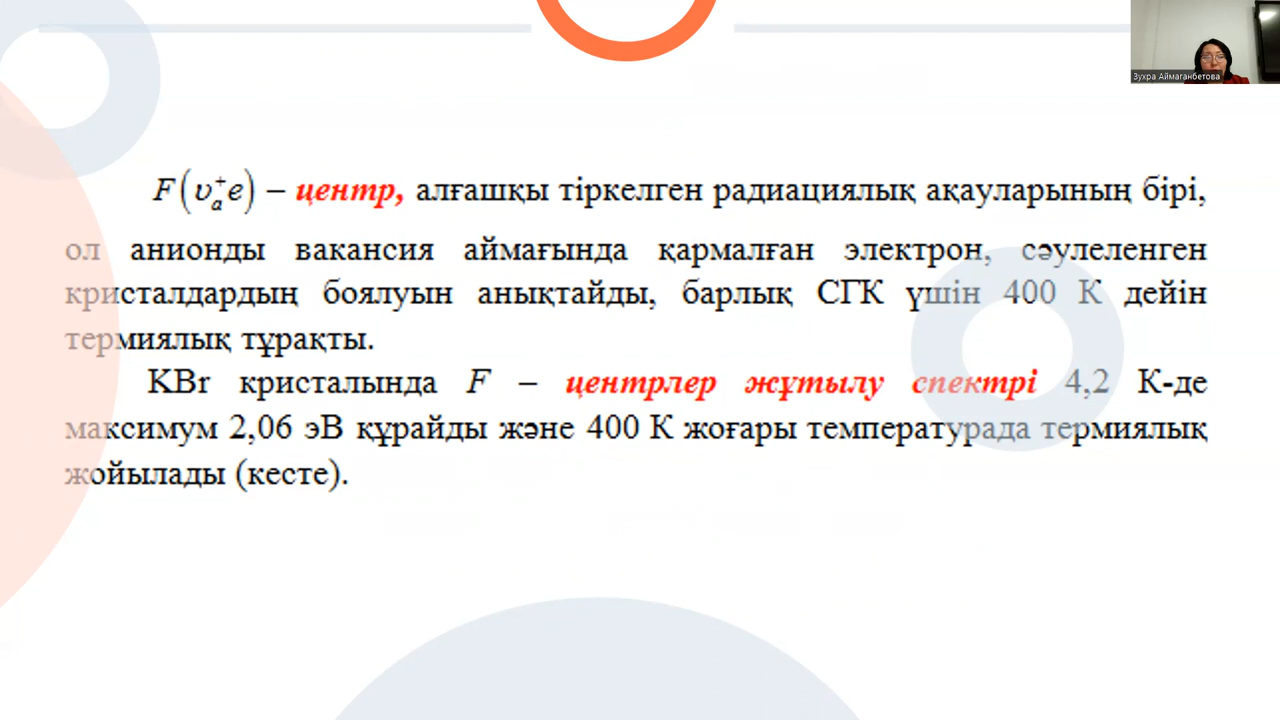 Зухра Аймаганбетова
F(υₐ⁺e) – центр, алғашқы тіркелген радиациялық ақауларының бірі,
ол анионды вакансия аймағында қармалған электрон, сәулеленген
кристалдардың боялуын анықтайды, барлық СГК үшін 400 К дейін
термиялық тұрақты.
KBr кристалында F – центрлер жұтылу спектрі 4,2 К-де
максимум 2,06 эВ құрайды және 400 К жоғары температурада термиялық
жойылады (кесте).